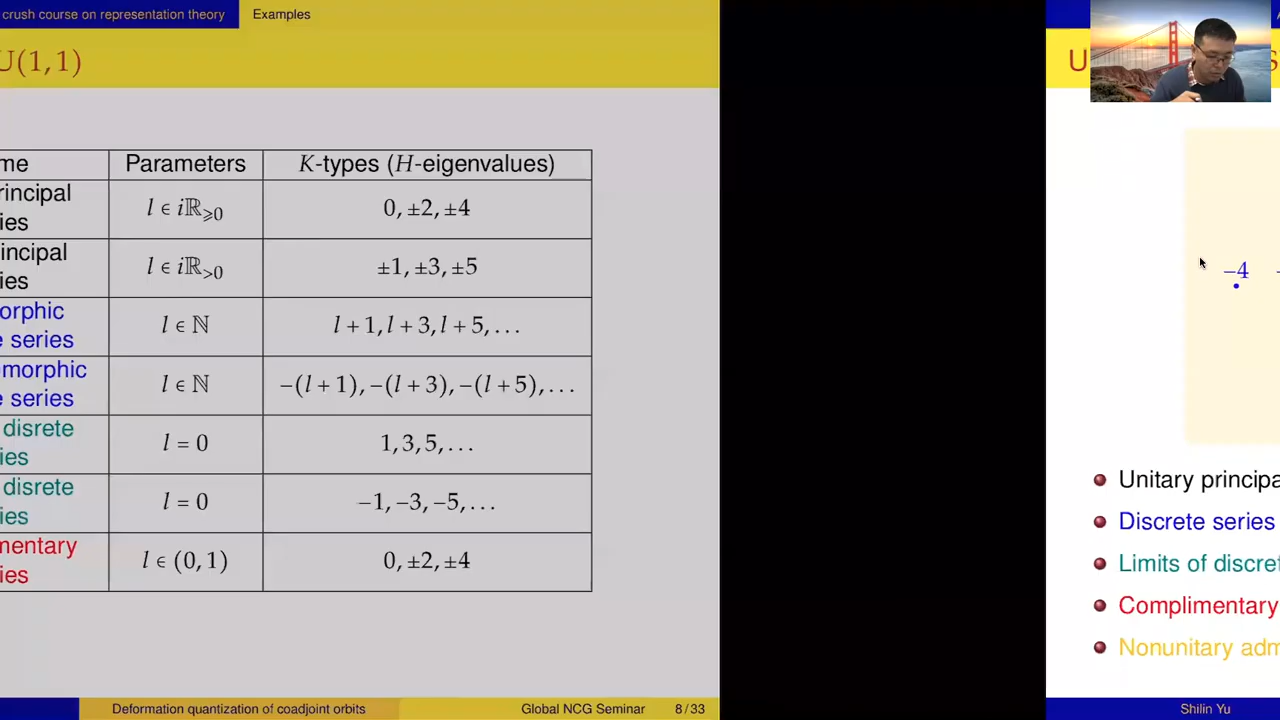 crush course on representation theory
Examples
U(1,1)
me
Parameters
K-types (H-eigenvalues)
rincipal
ies
l ∈ iℝ⩾0
0, ±2, ±4
incipal
ies
l ∈ iℝ>0
±1, ±3, ±5
orphic
e series
l ∈ ℕ
l + 1, l + 3, l + 5, . . .
omorphic
e series
l ∈ ℕ
−(l + 1), −(l + 3), −(l + 5), . . .
disrete
ies
l = 0
1, 3, 5, . . .
disrete
ies
l = 0
−1, −3, −5, . . .
mentary
ies
l ∈ (0, 1)
0, ±2, ±4
Deformation quantization of coadjoint orbits
Global NCG Seminar
8 / 33
U
−4
Unitary principa
Discrete series
Limits of discre
Complimentary
Nonunitary adm
Shilin Yu